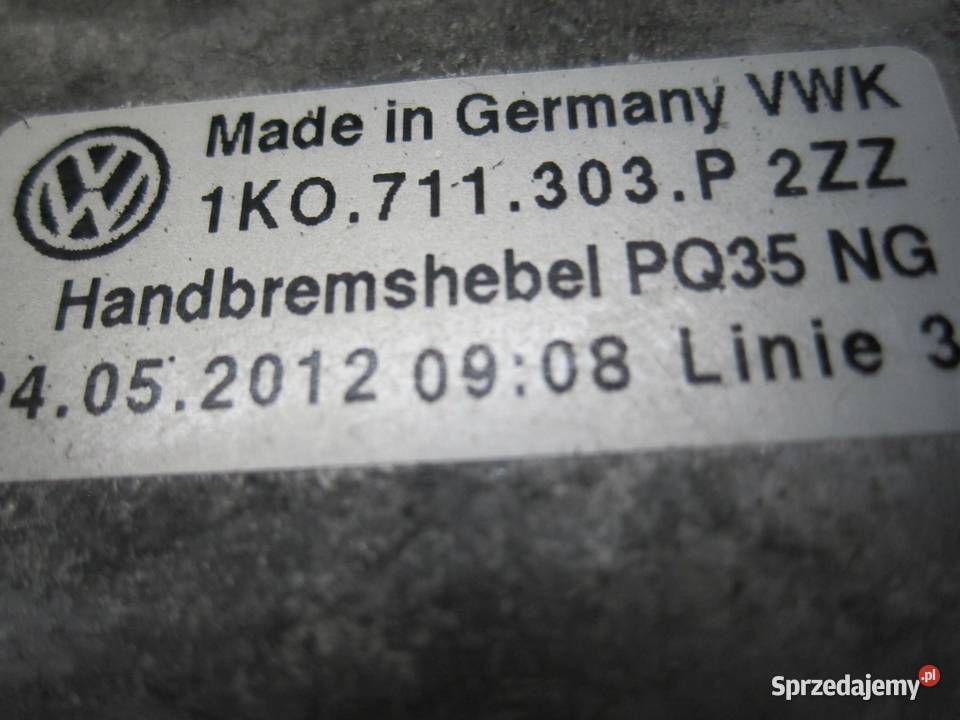 Made in Germany VWK
1KO.711.303.P 2ZZ
Handbremshebel PQ35 NG
24.05.2012 09:08 Linie 3
Sprzedajemy.pl